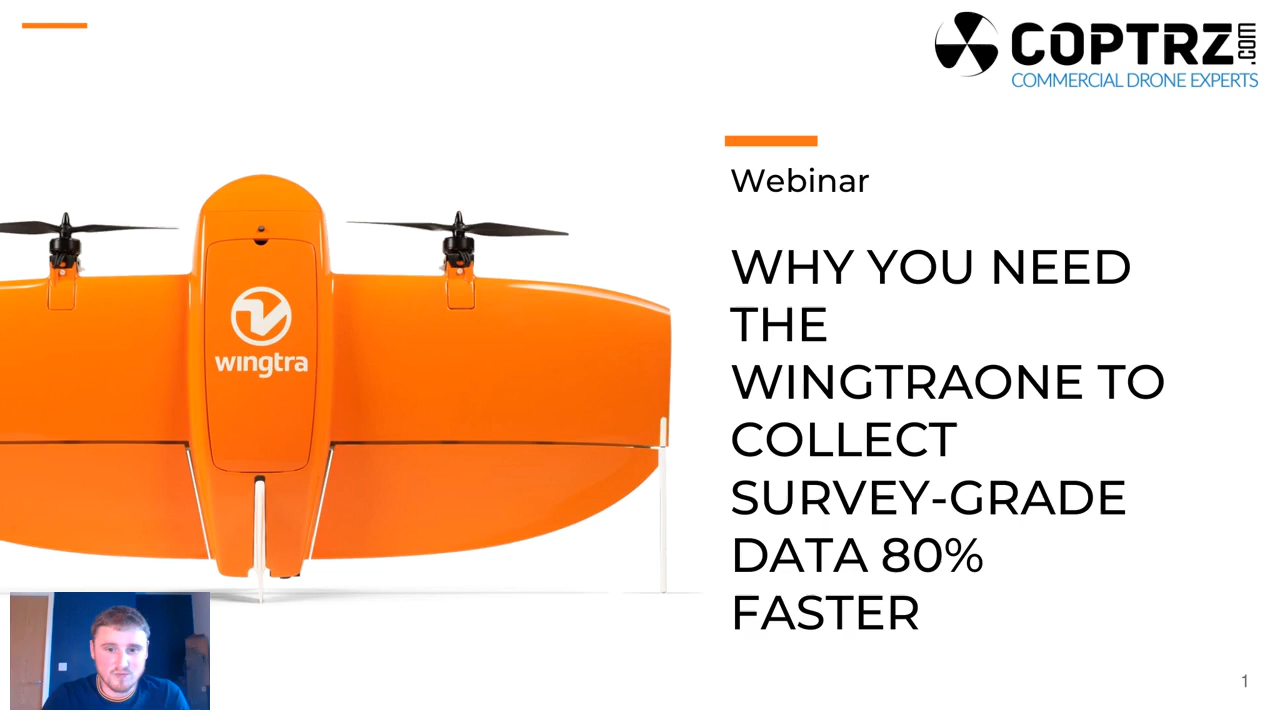 COPTRZ.com
COMMERCIAL DRONE EXPERTS
Webinar
WHY YOU NEED
THE
WINGTRAONE TO
COLLECT
SURVEY-GRADE
DATA 80%
FASTER
wingtra
1